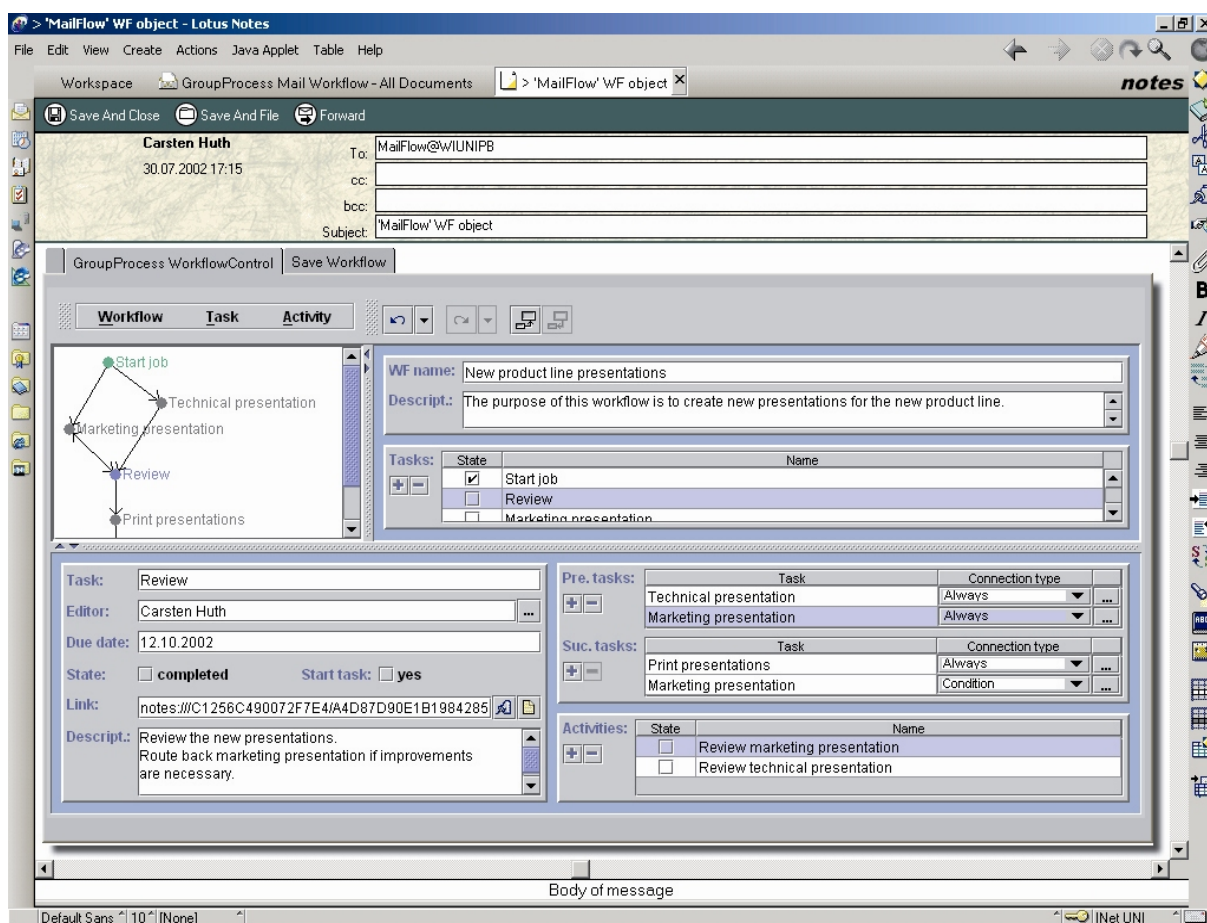 > 'MailFlow' WF object - Lotus Notes
File Edit View Create Actions Java Applet Table Help
Workspace GroupProcess Mail Workflow - All Documents > 'MailFlow' WF object notes
Save And Close Save And File Forward
Carsten Huth
30.07.2002 17:15
To: MailFlow@WIUNIPB
cc:
bcc:
Subject: 'MailFlow' WF object
GroupProcess WorkflowControl Save Workflow
Workflow Task Activity
Start job
Technical presentation
Marketing presentation
Review
Print presentations
WF name: New product line presentations
Descript.: The purpose of this workflow is to create new presentations for the new product line.
Tasks: State Name
Start job
Review
Marketing presentation
Task: Review
Editor: Carsten Huth ...
Due date: 12.10.2002
State: completed Start task: yes
Link: notes:///C1256C490072F7E4/A4D87D90E1B1984285
Descript.: Review the new presentations.
Route back marketing presentation if improvements
are necessary.
Pre. tasks: Task Connection type
Technical presentation Always ...
Marketing presentation Always ...
Suc. tasks: Task Connection type
Print presentations Always ...
Marketing presentation Condition ...
Activities: State Name
Review marketing presentation
Review technical presentation
Body of message
Default Sans 10 [None] INet UNI